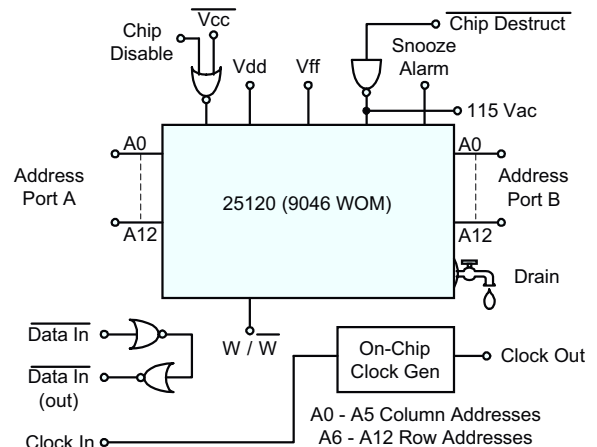 Vcc
Chip Destruct
Chip
Disable
Snooze
Alarm
Vdd
Vff
115 Vac
A0
A0
Address
Port A
Address
Port B
25120 (9046 WOM)
A12
A12
Drain
Data In
W / W
On-Chip
Clock Gen
Clock Out
Data In
(out)
A0 - A5 Column Addresses
A6 - A12 Row Addresses
Clock In